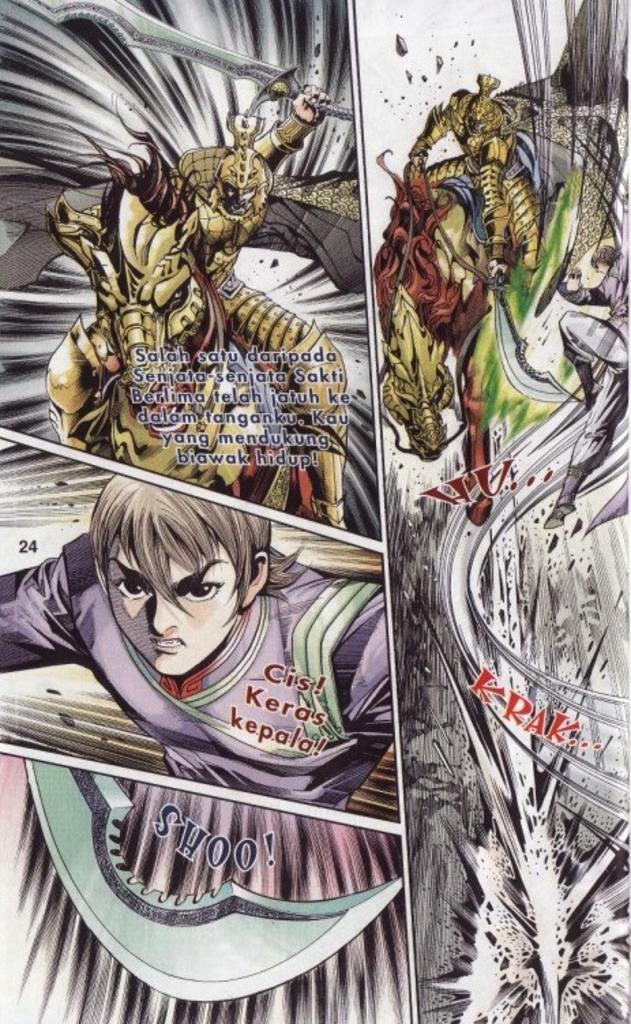 Salah satu daripada
Senjata-senjata Sakti
Berlima telah jatuh ke
dalam tanganku. Kau
yang mendukung
biawak hidup!
WU...
24
Cis!
Keras
kepala!
KRAK...
SHOO!